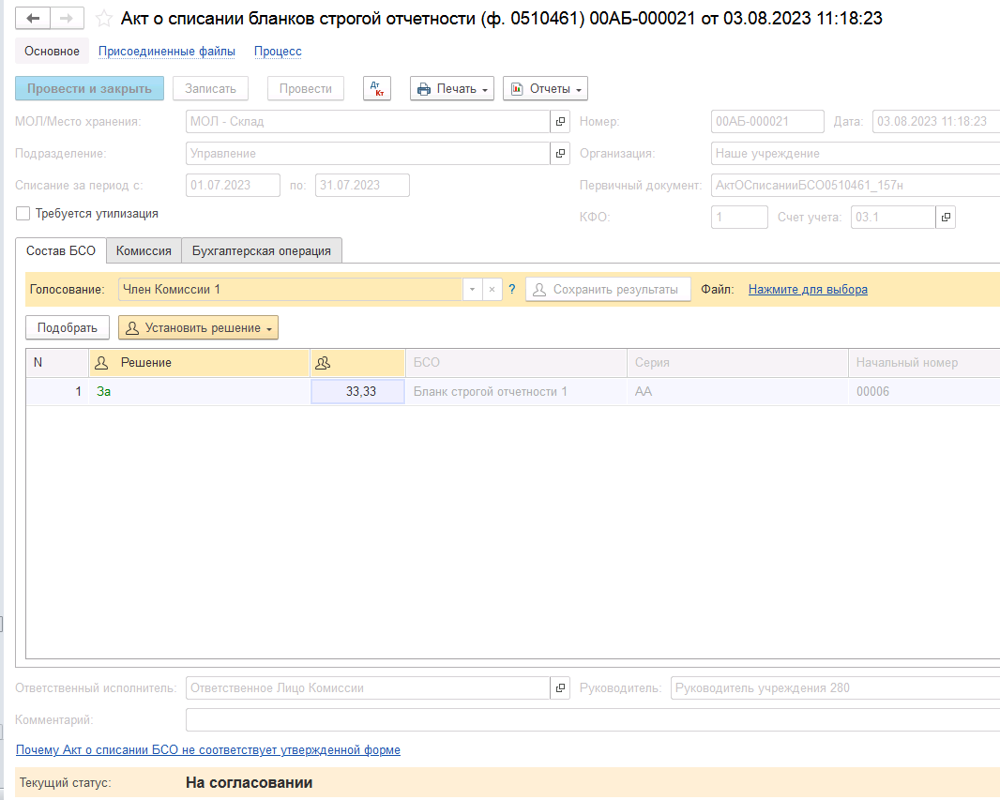 Акт о списании бланков строгой отчетности (ф. 0510461) 00АБ-000021 от 03.08.2023 11:18:23
Основное Присоединенные файлы Процесс
Провести и закрыть Записать Провести Дт Кт Печать Отчеты
МОЛ/Место хранения: МОЛ - Склад Номер: 00АБ-000021 Дата: 03.08.2023 11:18:23
Подразделение: Управление Организация: Наше учреждение
Списание за период с: 01.07.2023 по: 31.07.2023 Первичный документ: АктОСписанииБСО0510461_157н
Требуется утилизация КФО: 1 Счет учета: 03.1
Состав БСО Комиссия Бухгалтерская операция
Голосование: Член Комиссии 1 × ? Сохранить результаты Файл: Нажмите для выбора
Подобрать Установить решение
N Решение БСО Серия Начальный номер
1 За 33,33 Бланк строгой отчетности 1 АА 00006
Ответственный исполнитель: Ответственное Лицо Комиссии Руководитель: Руководитель учреждения 280
Комментарий:
Почему Акт о списании БСО не соответствует утвержденной форме
Текущий статус: На согласовании